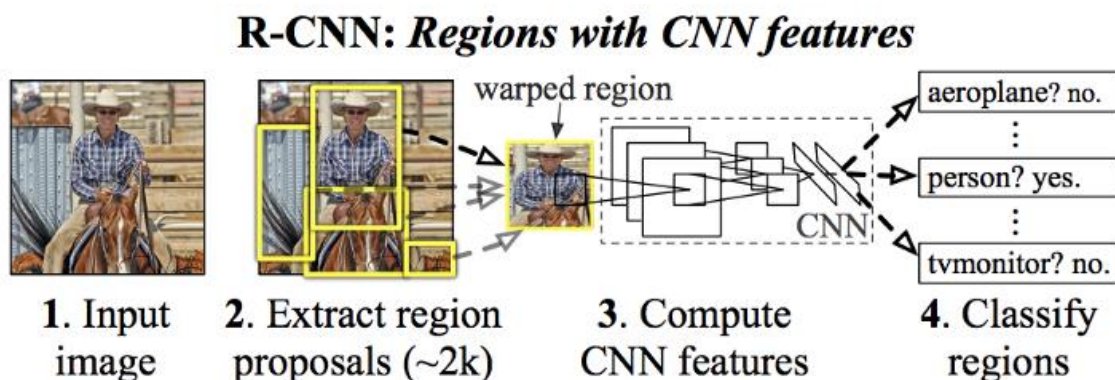 R-CNN: Regions with CNN features
warped region
aeroplane? no.
person? yes.
tvmonitor? no.
CNN
1. Input image
2. Extract region proposals (~2k)
3. Compute CNN features
4. Classify regions